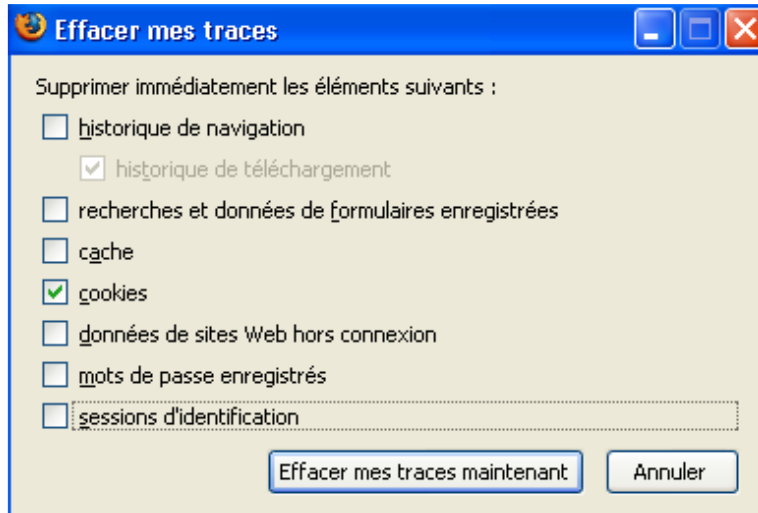 Effacer mes traces
Supprimer immédiatement les éléments suivants :
historique de navigation
historique de téléchargement
recherches et données de formulaires enregistrées
cache
cookies
données de sites Web hors connexion
mots de passe enregistrés
sessions d'identification
Effacer mes traces maintenant Annuler